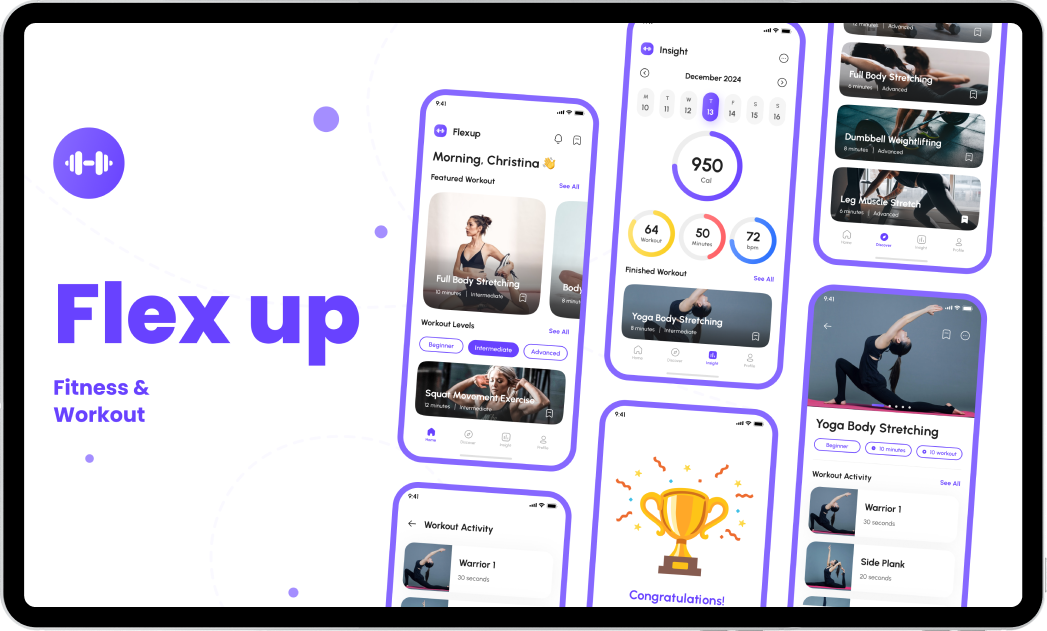 Flex up
Fitness &
Workout
9:41
Flexup
Morning, Christina 👋
Featured Workout
See All
Full Body Stretching
10 minutes | Intermediate
Body
8 minut
Workout Levels
See All
Beginner
Intermediate
Advanced
Squat Movement Exercise
12 minutes | Intermediate
Home
Discover
Insight
Profile
9:41
Workout Activity
Warrior 1
30 seconds
Insight
December 2024
M
T
W
T
F
S
S
10
11
12
13
14
15
16
950
Cal
64
Workout
50
Minutes
72
bpm
Finished Workout
See All
Yoga Body Stretching
8 minutes | Intermediate
Home
Discover
Insight
Profile
9:41
Congratulations!
12 minutes | Advanced
Full Body Stretching
6 minutes | Advanced
Dumbbell Weightlifting
8 minutes | Advanced
Leg Muscle Stretch
6 minutes | Advanced
Home
Discover
Insight
Profile
9:41
Yoga Body Stretching
Beginner
10 minutes
10 workout
Workout Activity
See All
Warrior 1
30 seconds
Side Plank
20 seconds